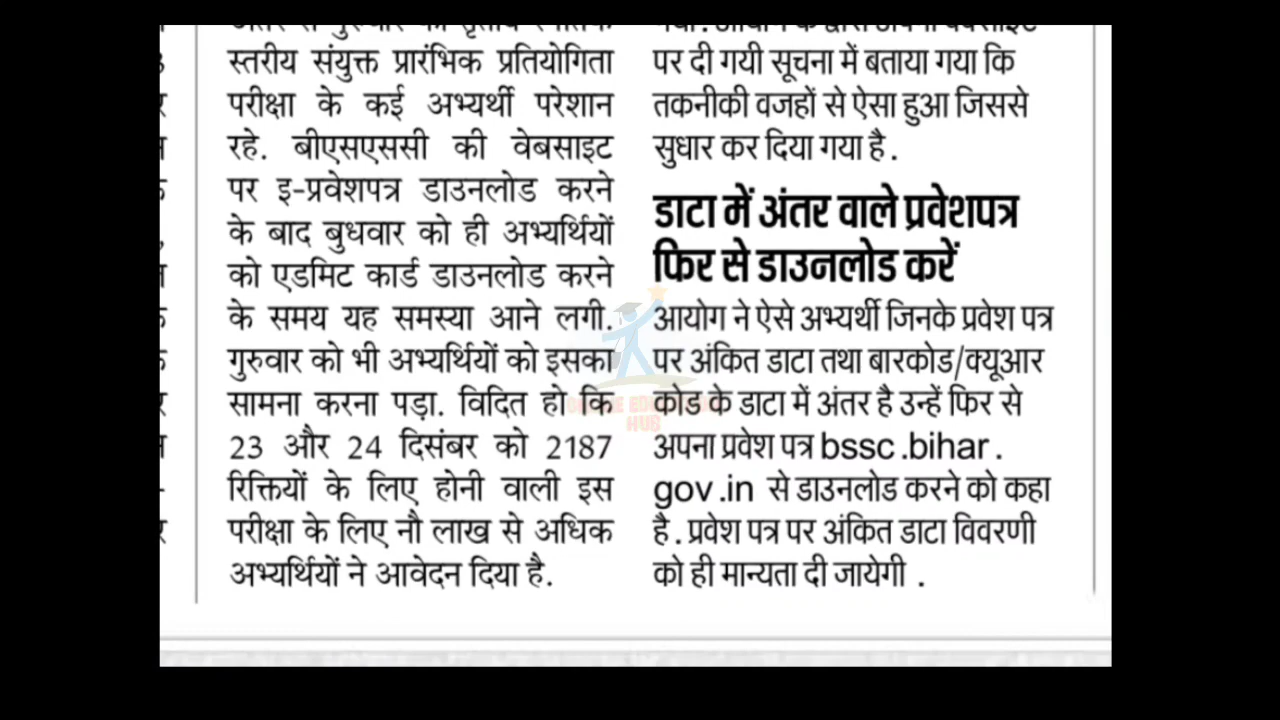 स्तरीय संयुक्त प्रारंभिक प्रतियोगिता
परीक्षा के कई अभ्यर्थी परेशान
रहे. बीएसएससी की वेबसाइट
पर इ-प्रवेशपत्र डाउनलोड करने
के बाद बुधवार को ही अभ्यर्थियों
को एडमिट कार्ड डाउनलोड करने
के समय यह समस्या आने लगी.
गुरुवार को भी अभ्यर्थियों को इसका
सामना करना पड़ा. विदित हो कि
23 और 24 दिसंबर को 2187
रिक्तियों के लिए होनी वाली इस
परीक्षा के लिए नौ लाख से अधिक
अभ्यर्थियों ने आवेदन दिया है.
पर दी गयी सूचना में बताया गया कि
तकनीकी वजहों से ऐसा हुआ जिससे
सुधार कर दिया गया है .
डाटा में अंतर वाले प्रवेशपत्र
फिर से डाउनलोड करें
आयोग ने ऐसे अभ्यर्थी जिनके प्रवेश पत्र
पर अंकित डाटा तथा बारकोड/क्यूआर
कोड के डाटा में अंतर है उन्हें फिर से
अपना प्रवेश पत्र bssc .bihar .
gov .in से डाउनलोड करने को कहा
है . प्रवेश पत्र पर अंकित डाटा विवरणी
को ही मान्यता दी जायेगी .
HUB